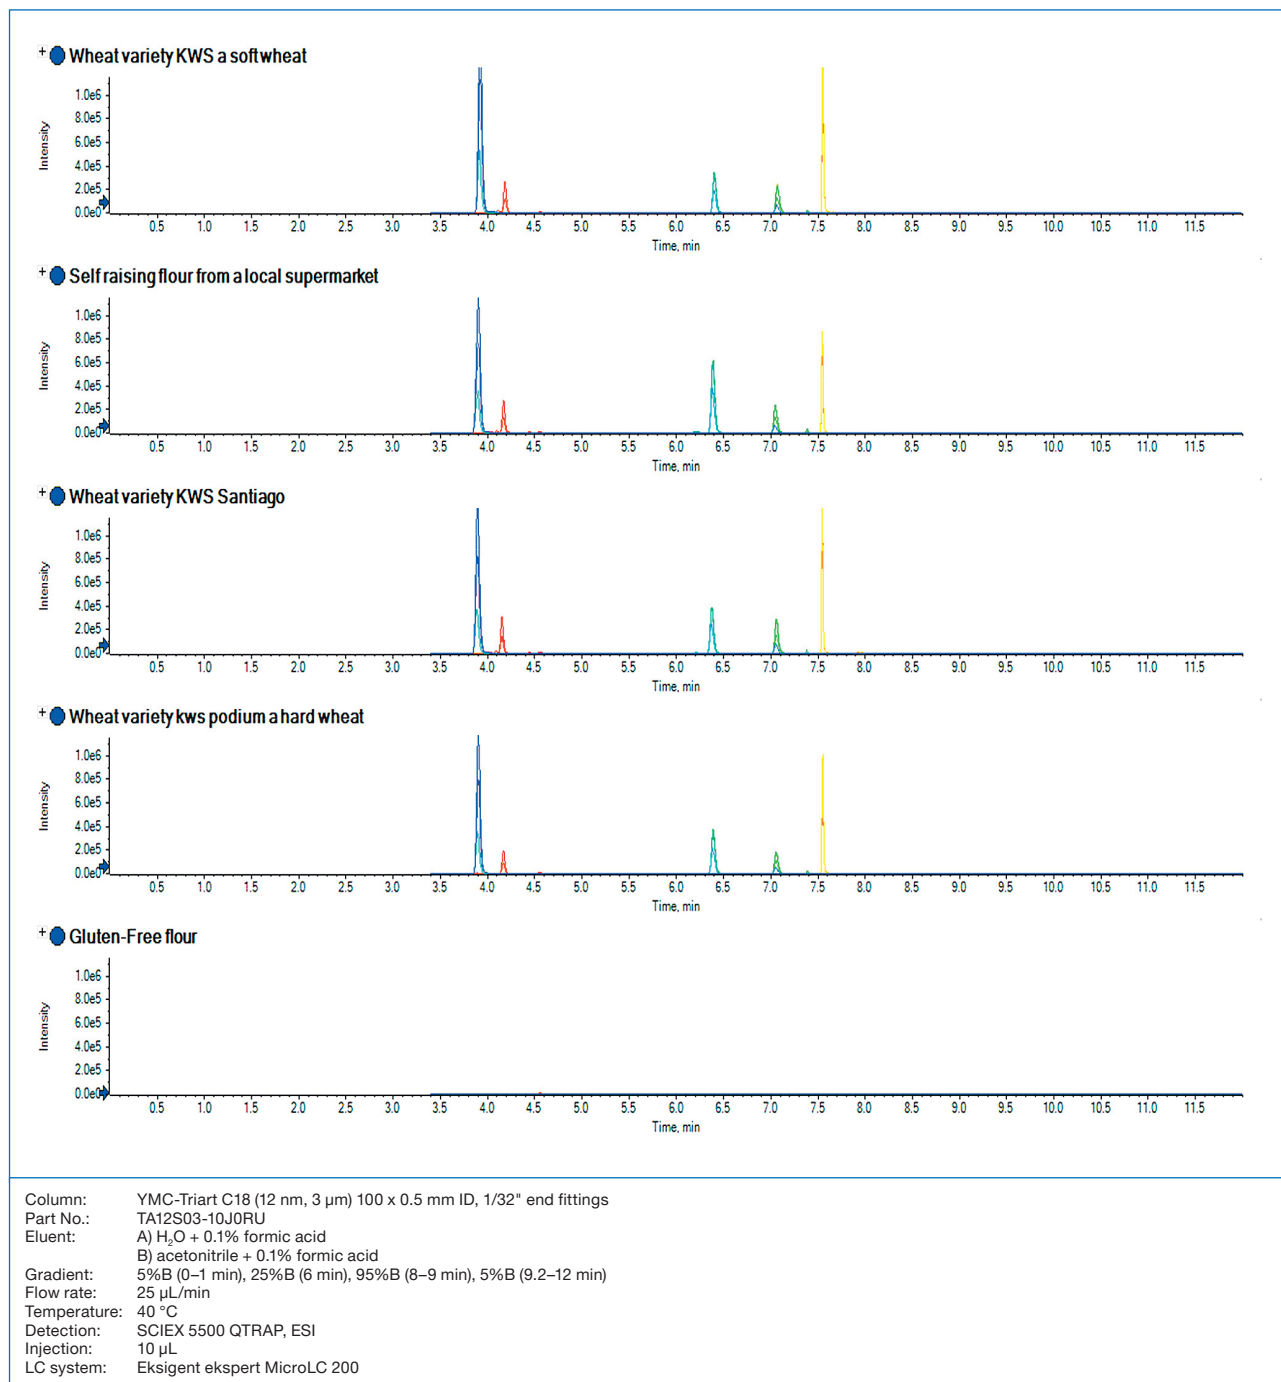 + Wheat variety KWS a soft wheat
Intensity
1.0e6
8.0e5
6.0e5
4.0e5
2.0e5
0.0e0
0.5 1.0 1.5 2.0 2.5 3.0 3.5 4.0 4.5 5.0 5.5 6.0 6.5 7.0 7.5 8.0 8.5 9.0 9.5 10.0 10.5 11.0 11.5
Time, min
+ Self raising flour from a local supermarket
Intensity
1.0e6
8.0e5
6.0e5
4.0e5
2.0e5
0.0e0
0.5 1.0 1.5 2.0 2.5 3.0 3.5 4.0 4.5 5.0 5.5 6.0 6.5 7.0 7.5 8.0 8.5 9.0 9.5 10.0 10.5 11.0 11.5
Time, min
+ Wheat variety KWS Santiago
Intensity
1.0e6
8.0e5
6.0e5
4.0e5
2.0e5
0.0e0
0.5 1.0 1.5 2.0 2.5 3.0 3.5 4.0 4.5 5.0 5.5 6.0 6.5 7.0 7.5 8.0 8.5 9.0 9.5 10.0 10.5 11.0 11.5
Time, min
+ Wheat variety kws podium a hard wheat
Intensity
1.0e6
8.0e5
6.0e5
4.0e5
2.0e5
0.0e0
0.5 1.0 1.5 2.0 2.5 3.0 3.5 4.0 4.5 5.0 5.5 6.0 6.5 7.0 7.5 8.0 8.5 9.0 9.5 10.0 10.5 11.0 11.5
Time, min
+ Gluten-Free flour
Intensity
1.0e6
8.0e5
6.0e5
4.0e5
2.0e5
0.0e0
0.5 1.0 1.5 2.0 2.5 3.0 3.5 4.0 4.5 5.0 5.5 6.0 6.5 7.0 7.5 8.0 8.5 9.0 9.5 10.0 10.5 11.0 11.5
Time, min
Column: YMC-Triart C18 (12 nm, 3 µm) 100 x 0.5 mm ID, 1/32" end fittings
Part No.: TA12S03-10J0RU
Eluent: A) H₂O + 0.1% formic acid
B) acetonitrile + 0.1% formic acid
Gradient: 5%B (0–1 min), 25%B (6 min), 95%B (8–9 min), 5%B (9.2–12 min)
Flow rate: 25 µL/min
Temperature: 40 °C
Detection: SCIEX 5500 QTRAP, ESI
Injection: 10 µL
LC system: Eksigent ekspert MicroLC 200